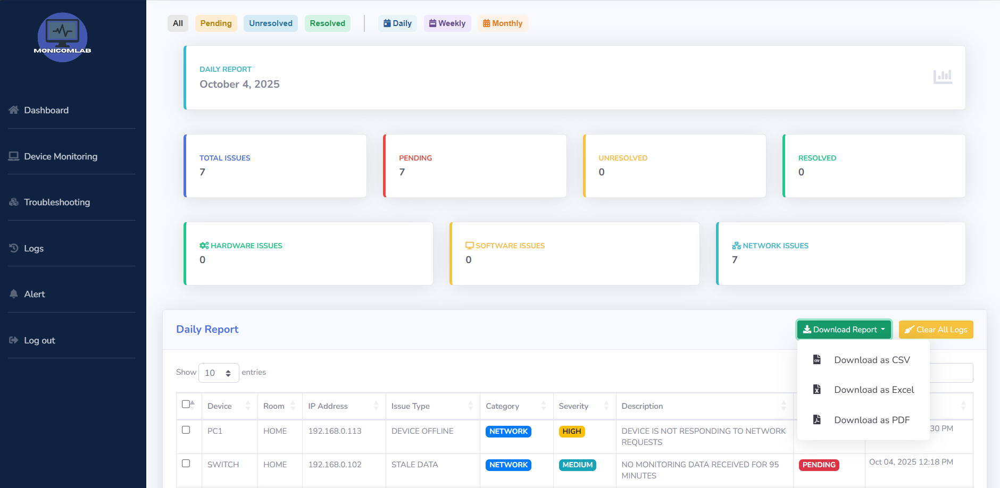 MONICOMLAB
Dashboard
Device Monitoring
Troubleshooting
Logs
Alert
Log out
All Pending Unresolved Resolved Daily Weekly Monthly
DAILY REPORT
October 4, 2025
TOTAL ISSUES
7
PENDING
7
UNRESOLVED
0
RESOLVED
0
HARDWARE ISSUES
0
SOFTWARE ISSUES
0
NETWORK ISSUES
7
Daily Report
Download Report
Clear All Logs
Download as CSV
Download as Excel
Download as PDF
Show 10 entries
Device Room IP Address Issue Type Category Severity Description
PC1 HOME 192.168.0.113 DEVICE OFFLINE NETWORK HIGH DEVICE IS NOT RESPONDING TO NETWORK
REQUESTS
30 PM
SWITCH HOME 192.168.0.102 STALE DATA NETWORK MEDIUM NO MONITORING DATA RECEIVED FOR 95
MINUTES
PENDING Oct 04, 2025 12:18 PM